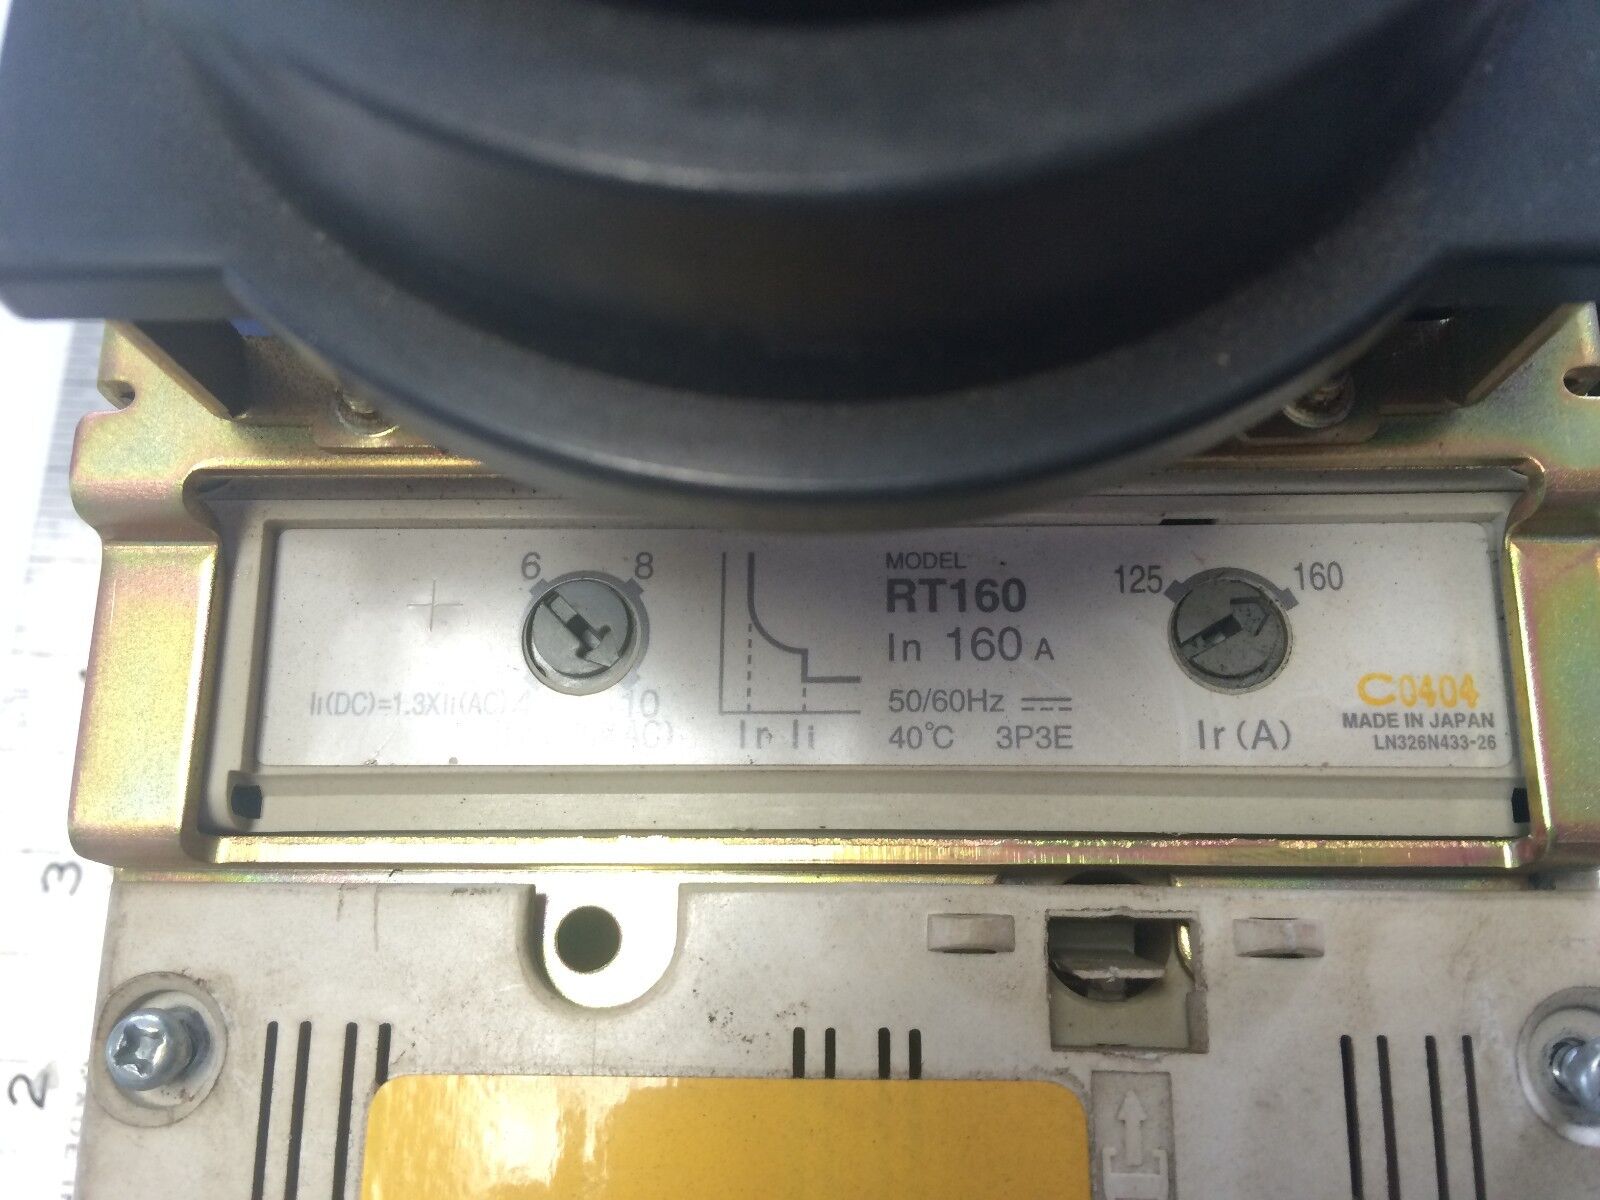 6 8
Ii(DC)=1.3XIi(AC) 4 10
Ir Ii
MODEL
RT160
In 160 A
50/60Hz
40°C 3P3E
125 160
Ir (A)
C0404
MADE IN JAPAN
LN326N433-26
3
2